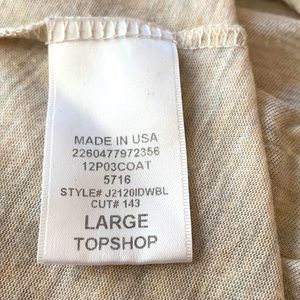 MADE IN USA
2260477972356
12P03COAT
5716
STYLE# J2120IDWBL
CUT# 143
LARGE
TOPSHOP